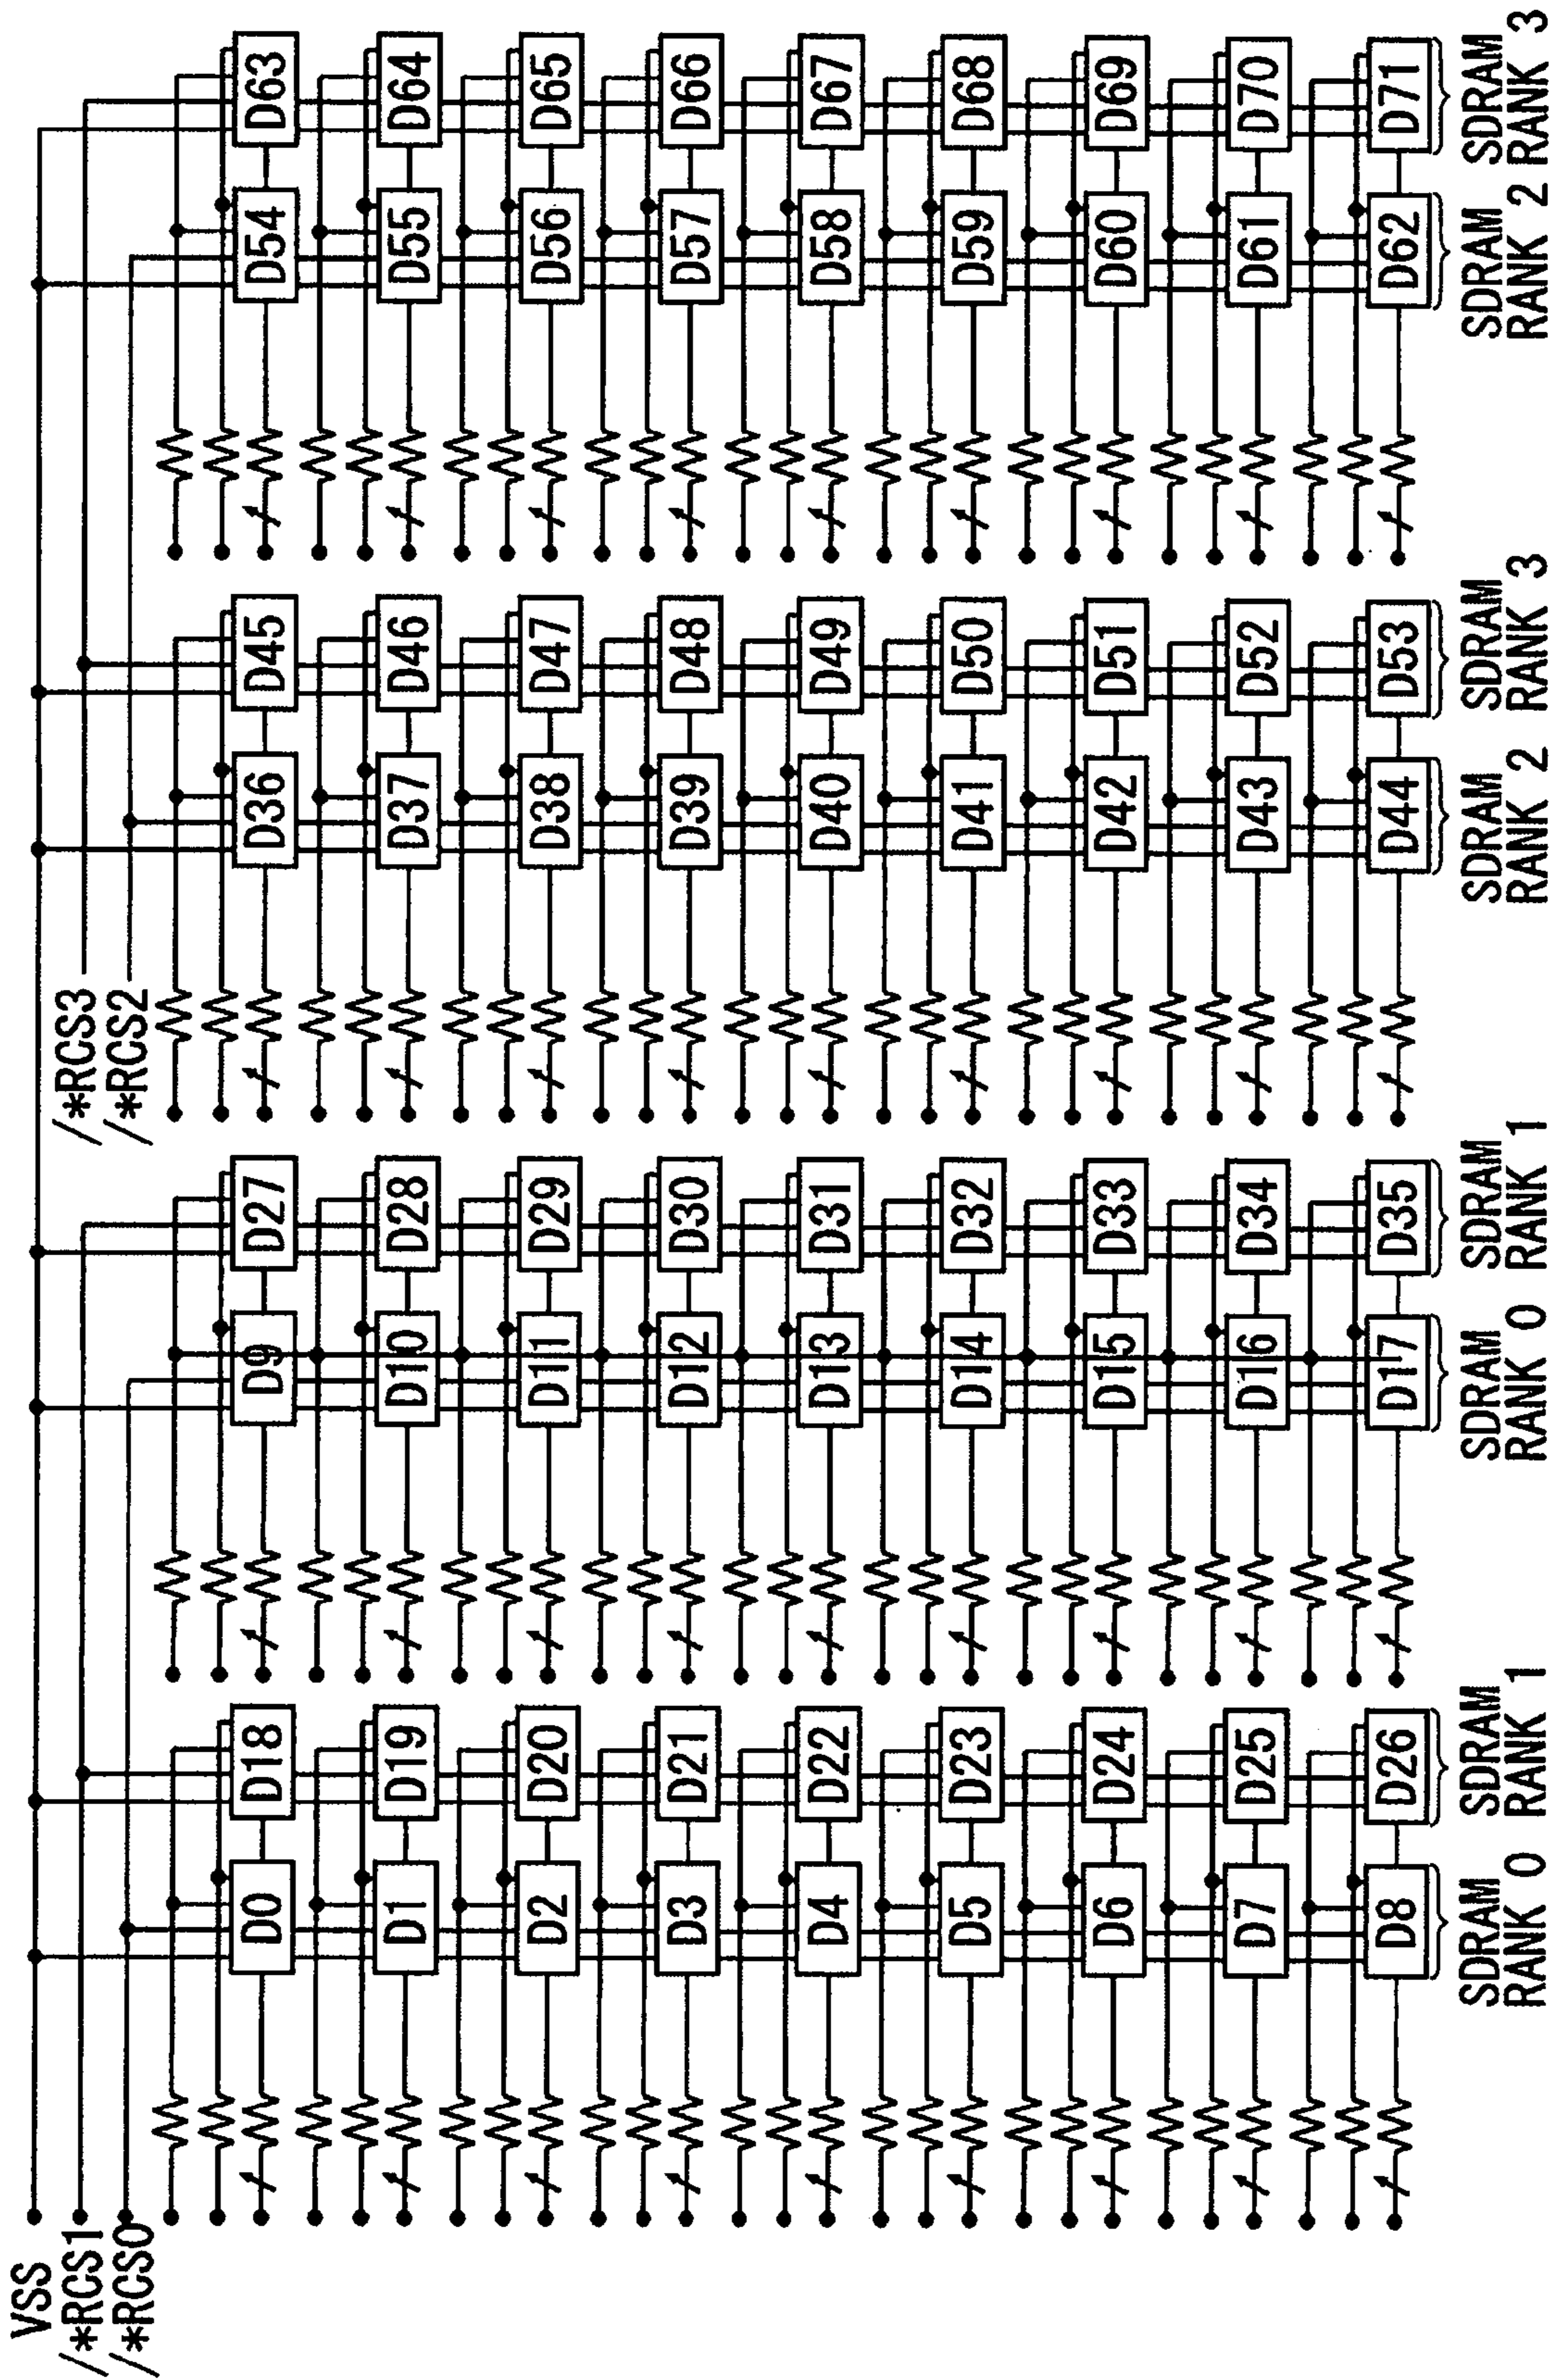 VSS
/*RCS1
/*RCS0
/*RCS3
/*RCS2
D0 D18 D9 D27 D36 D45 D54 D63
D1 D19 D10 D28 D37 D46 D55 D64
D2 D20 D11 D29 D38 D47 D56 D65
D3 D21 D12 D30 D39 D48 D57 D66
D4 D22 D13 D31 D40 D49 D58 D67
D5 D23 D14 D32 D41 D50 D59 D68
D6 D24 D15 D33 D42 D51 D60 D69
D7 D25 D16 D34 D43 D52 D61 D70
D8 D26 D17 D35 D44 D53 D62 D71
SDRAM SDRAM SDRAM SDRAM SDRAM SDRAM SDRAM SDRAM
RANK 0 RANK 1 RANK 0 RANK 1 RANK 2 RANK 3 RANK 2 RANK 3